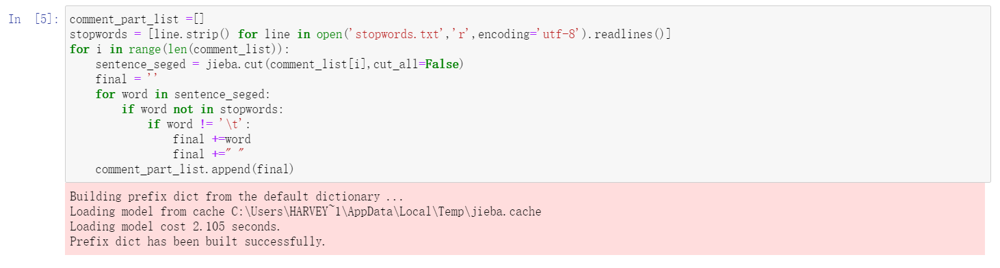 In [5]:
comment_part_list =[]
stopwords = [line.strip() for line in open('stopwords.txt','r',encoding='utf-8').readlines()]
for i in range(len(comment_list)):
    sentence_seged = jieba.cut(comment_list[i],cut_all=False)
    final = ''
    for word in sentence_seged:
        if word not in stopwords:
            if word != '\t':
                final +=word
                final +=" "
    comment_part_list.append(final)
Building prefix dict from the default dictionary ...
Loading model from cache C:\Users\HARVEY~1\AppData\Local\Temp\jieba.cache
Loading model cost 2.105 seconds.
Prefix dict has been built successfully.